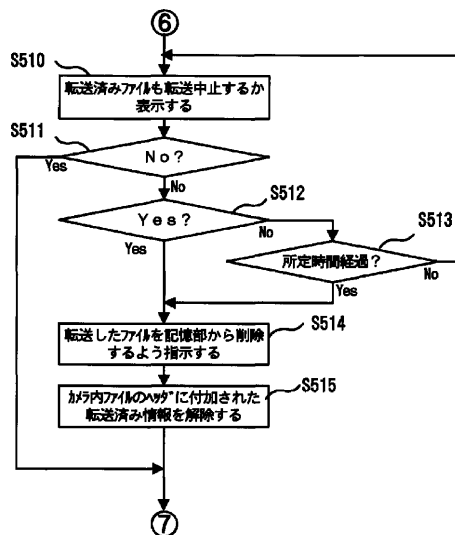 ⑥
S510
転送済みファイルも転送中止するか
表示する
S511
No?
Yes
No
S512
Yes?
No
Yes
S513
所定時間経過?
No
Yes
S514
転送したファイルを記憶部から削除
するよう指示する
S515
カメラ内ファイルのヘッダに付加された
転送済み情報を解除する
⑦